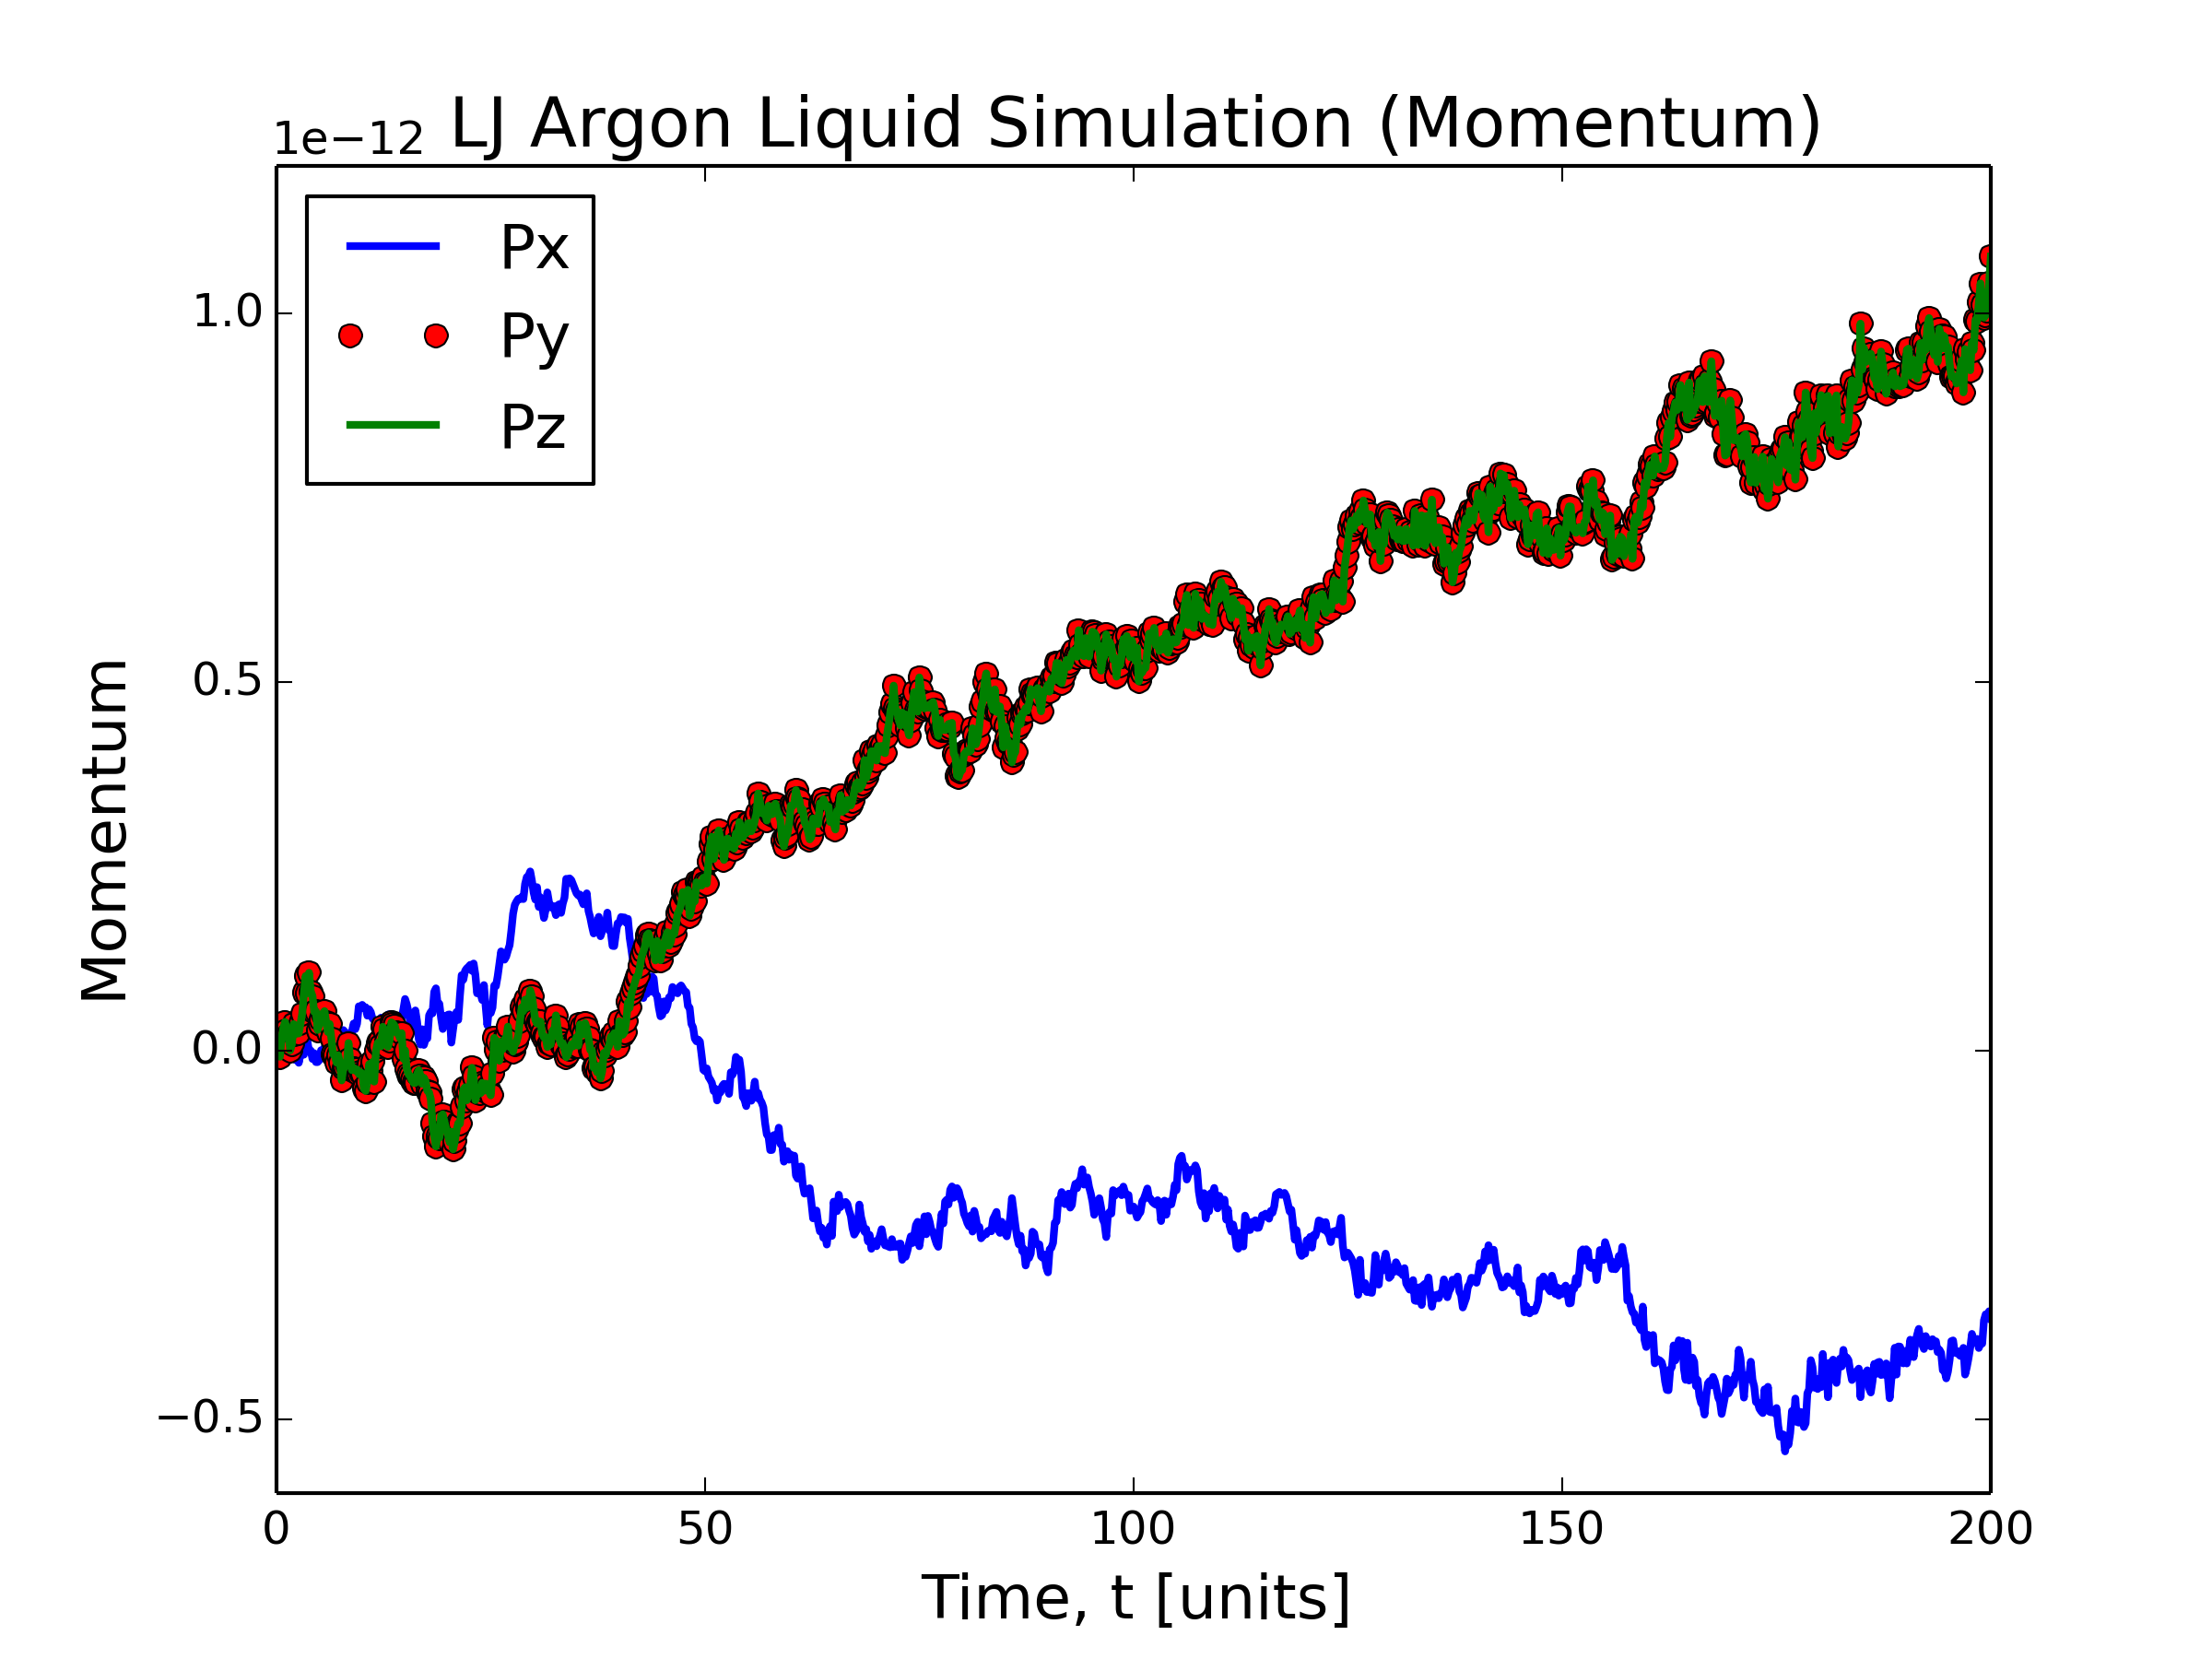 LJ Argon Liquid Simulation (Momentum)
1e−12
Px
Py
Pz
1.0
0.5
0.0
−0.5
Momentum
0 50 100 150 200
Time, t [units]